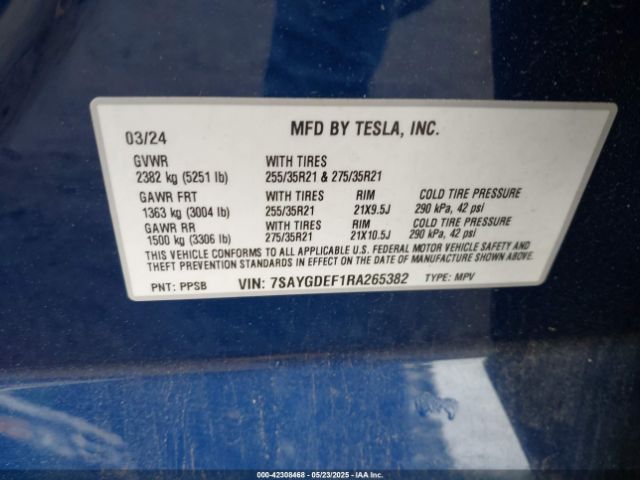 03/24 MFD BY TESLA, INC.
GVWR WITH TIRES
2382 kg (5251 lb) 255/35R21 & 275/35R21
GAWR FRT WITH TIRES RIM COLD TIRE PRESSURE
1363 kg (3004 lb) 255/35R21 21X9.5J 290 kPa, 42 psi
GAWR RR WITH TIRES RIM COLD TIRE PRESSURE
1500 kg (3306 lb) 275/35R21 21X10.5J 290 kPa, 42 psi
THIS VEHICLE CONFORMS TO ALL APPLICABLE U.S. FEDERAL MOTOR VEHICLE SAFETY AND
THEFT PREVENTION STANDARDS IN EFFECT ON THE DATE OF MANUFACTURE SHOWN ABOVE.
PNT: PPSB VIN: 7SAYGDEF1RA265382 TYPE: MPV
000-42308468 - 05/23/2025 - IAA Inc.